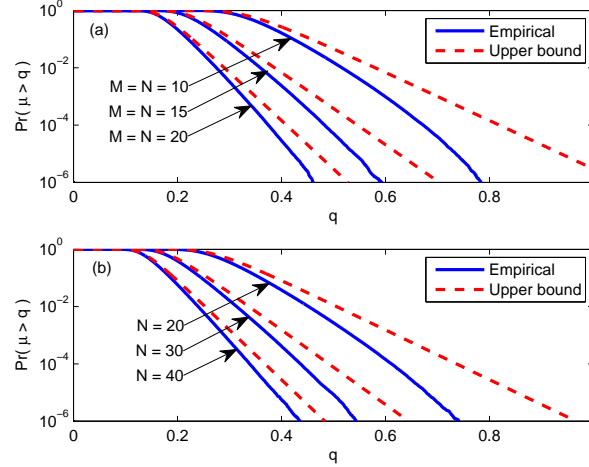 (a)
Empirical
Upper bound
M = N = 10
M = N = 15
M = N = 20
Pr( μ > q )
10^0
10^-2
10^-4
10^-6
0
0.2
0.4
0.6
0.8
q
(b)
Empirical
Upper bound
N = 20
N = 30
N = 40
Pr( μ > q )
10^0
10^-2
10^-4
10^-6
0
0.2
0.4
0.6
0.8
q